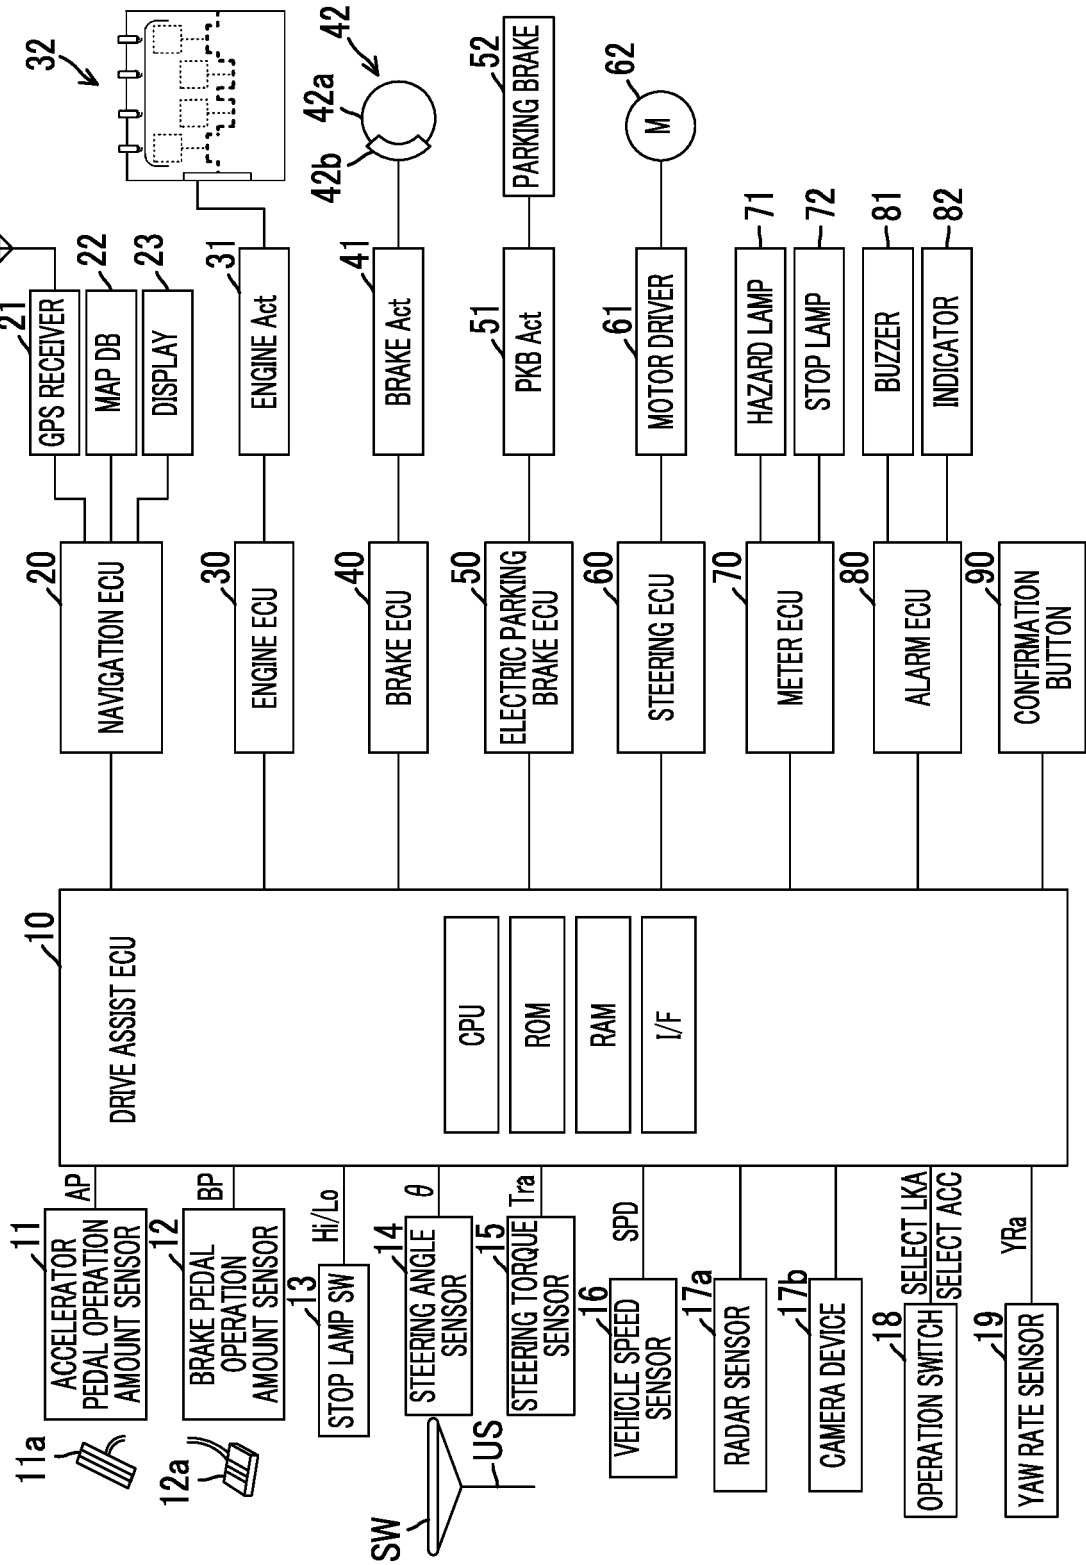 11a
11
ACCELERATOR
PEDAL OPERATION
AMOUNT SENSOR
AP
12a
12
BRAKE PEDAL
OPERATION
AMOUNT SENSOR
BP
13
STOP LAMP SW
Hi/Lo
SW
US
14
STEERING ANGLE
SENSOR
θ
15
STEERING TORQUE
SENSOR
Tra
16
VEHICLE SPEED
SENSOR
SPD
17a
RADAR SENSOR
17b
CAMERA DEVICE
18
OPERATION SWITCH
SELECT LKA
SELECT ACC
19
YAW RATE SENSOR
YRa
10
DRIVE ASSIST ECU
CPU
ROM
RAM
I/F
20
NAVIGATION ECU
21
GPS RECEIVER
22
MAP DB
23
DISPLAY
30
ENGINE ECU
31
ENGINE Act
32
40
BRAKE ECU
41
BRAKE Act
42b
42a
42
50
ELECTRIC PARKING
BRAKE ECU
51
PKB Act
52
PARKING BRAKE
60
STEERING ECU
61
MOTOR DRIVER
62
M
70
METER ECU
71
HAZARD LAMP
72
STOP LAMP
80
ALARM ECU
81
BUZZER
82
INDICATOR
90
CONFIRMATION
BUTTON